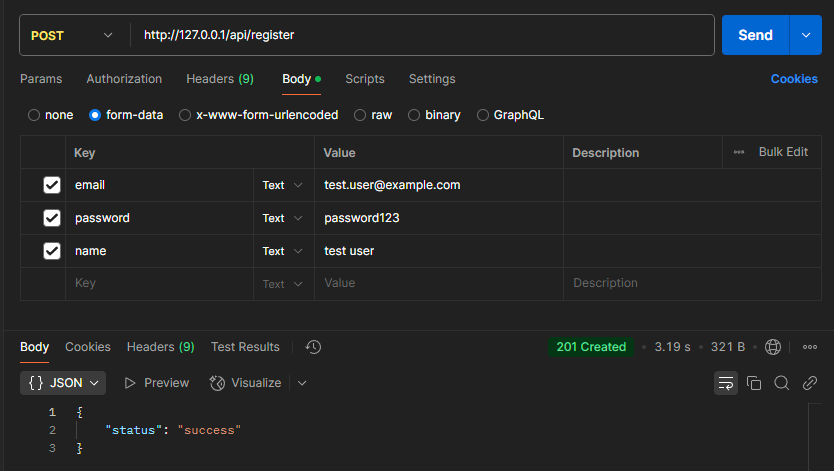 POST http://127.0.0.1/api/register Send
Params Authorization Headers (9) Body Scripts Settings Cookies
none form-data x-www-form-urlencoded raw binary GraphQL
Key Value Description ••• Bulk Edit
email Text test.user@example.com
password Text password123
name Text test user
Key Text Value Description
Body Cookies Headers (9) Test Results 201 Created • 3.19 s • 321 B •
{} JSON Preview Visualize
1 {
2 "status": "success"
3 }